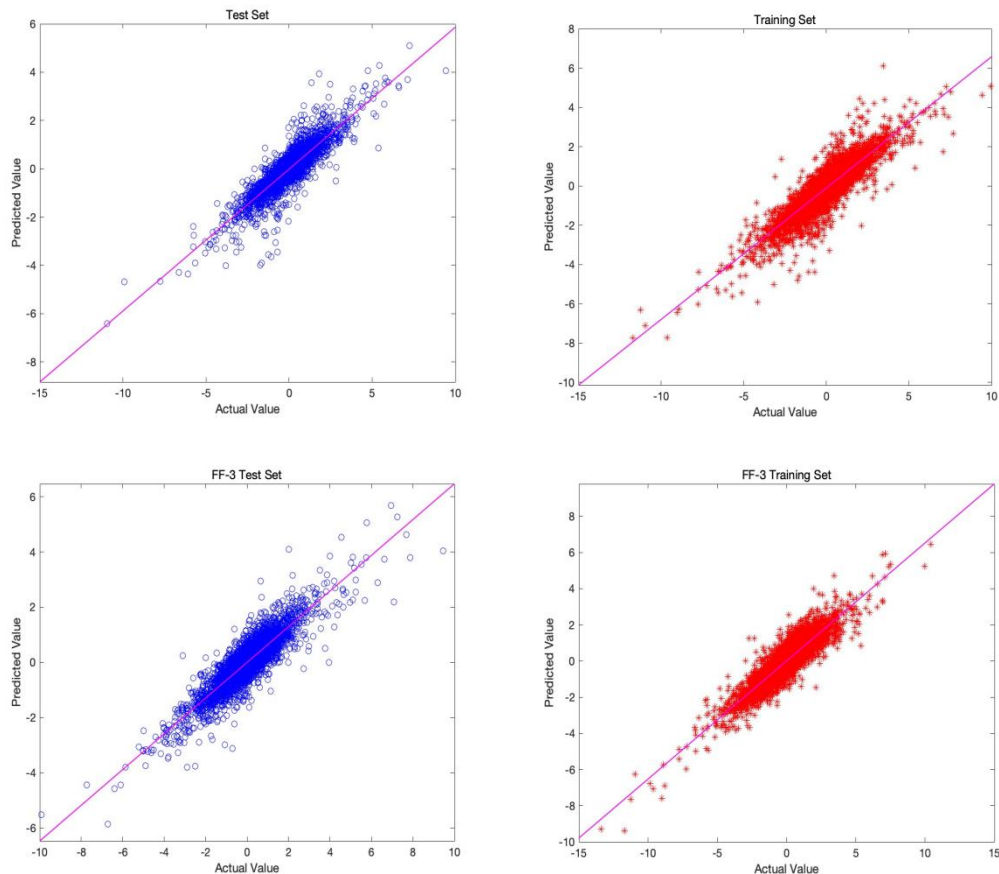 Test Set
6
4
2
0
-2
-4
-6
-8
Predicted Value
-15 -10 -5 0 5 10
Actual Value
Training Set
8
6
4
2
0
-2
-4
-6
-8
-10
Predicted Value
-15 -10 -5 0 5 10
Actual Value
FF-3 Test Set
6
4
2
0
-2
-4
-6
Predicted Value
-10 -8 -6 -4 -2 0 2 4 6 8 10
Actual Value
FF-3 Training Set
8
6
4
2
0
-2
-4
-6
-8
-10
Predicted Value
-15 -10 -5 0 5 10 15
Actual Value